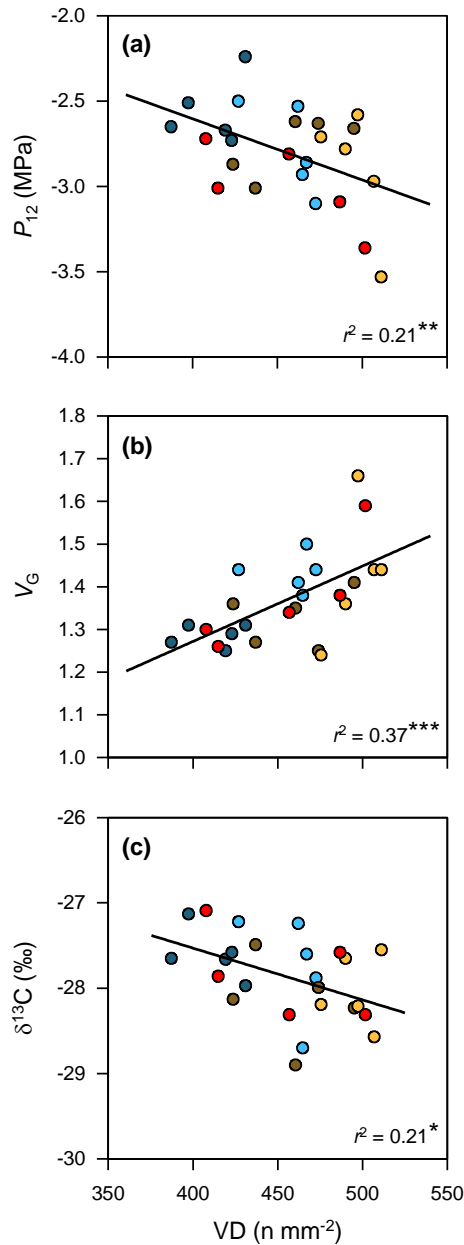 (a)
-2.0
-2.5
-3.0
-3.5
-4.0
P12 (MPa)
r² = 0.21**
(b)
1.8
1.7
1.6
1.5
1.4
1.3
1.2
1.1
1.0
VG
r² = 0.37***
(c)
-26
-27
-28
-29
-30
δ¹³C (‰)
r² = 0.21*
350 400 450 500 550
VD (n mm⁻²)